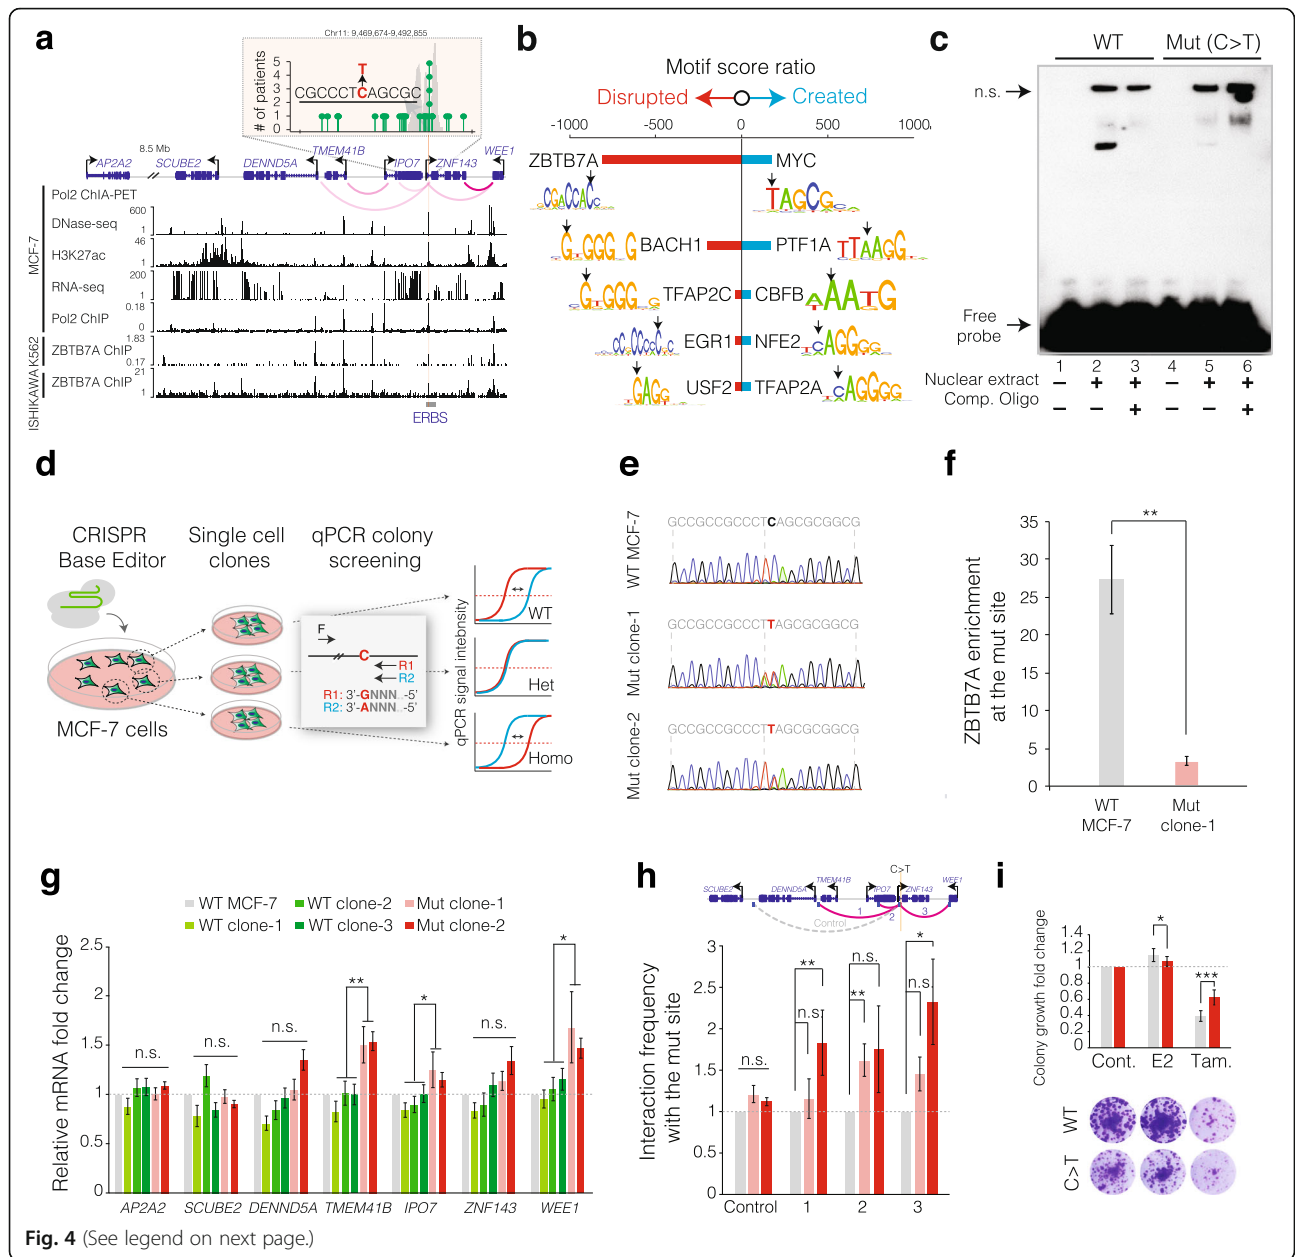 a
Chr11: 9,469,674-9,492,855
# of patients
5
4
3
2
1
0
T
CGCCCTCAGCGC
8.5 Mb
AP2A2
SCUBE2
DENND5A
TMEM41B
IPO7
ZNF143
WEE1
MCF-7
K562
ISHIKAWA
Pol2 ChIA-PET
DNase-seq
600
1
H3K27ac
46
1
RNA-seq
200
1
Pol2 ChIP
0.18
0
ZBTB7A ChIP
1.83
0.17
ZBTB7A ChIP
21
1
ERBS
b
Motif score ratio
Disrupted
Created
-1000
-500
0
500
1000
ZBTB7A
MYC
BACH1
PTF1A
TFAP2C
CBFB
EGR1
NFE2
USF2
TFAP2A
c
WT
Mut (C>T)
n.s.
Free
probe
1 2 3 4 5 6
Nuclear extract – + + – + +
Comp. Oligo – – + – – +
d
CRISPR
Base Editor
Single cell
clones
qPCR colony
screening
MCF-7 cells
F
C
R1
R2
R1: 3'-GNNN...-5'
R2: 3'-ANNN...-5'
qPCR signal intebnsity
WT
Het
Homo
e
WT MCF-7
GCCGCCGCCCTCAGCGCGGCG
Mut clone-1
GCCGCCGCCCTTAGCGCGGCG
Mut clone-2
GCCGCCGCCCTTAGCGCGGCG
f
ZBTB7A enrichment
at the mut site
35
30
25
20
15
10
5
0
**
WT
MCF-7
Mut
clone-1
g
WT MCF-7
WT clone-1
WT clone-2
WT clone-3
Mut clone-1
Mut clone-2
Relative mRNA fold change
2.5
2
1.5
1
0.5
0
n.s.
n.s.
n.s.
**
*
n.s.
*
AP2A2
SCUBE2
DENND5A
TMEM41B
IPO7
ZNF143
WEE1
h
C>T
SCUBE2
DENND5A
TMEM41B
IPO7
ZNF143
WEE1
1
2
3
Control
Interaction frequency
with the mut site
3
2.5
2
1.5
1
0.5
0
n.s.
**
n.s.
n.s.
**
*
n.s.
Control
1
2
3
i
Colony growth fold change
1.4
1.2
1
0.8
0.6
0.4
0.2
0
*
***
Cont.
E2
Tam.
WT
C>T
Fig. 4 (See legend on next page.)